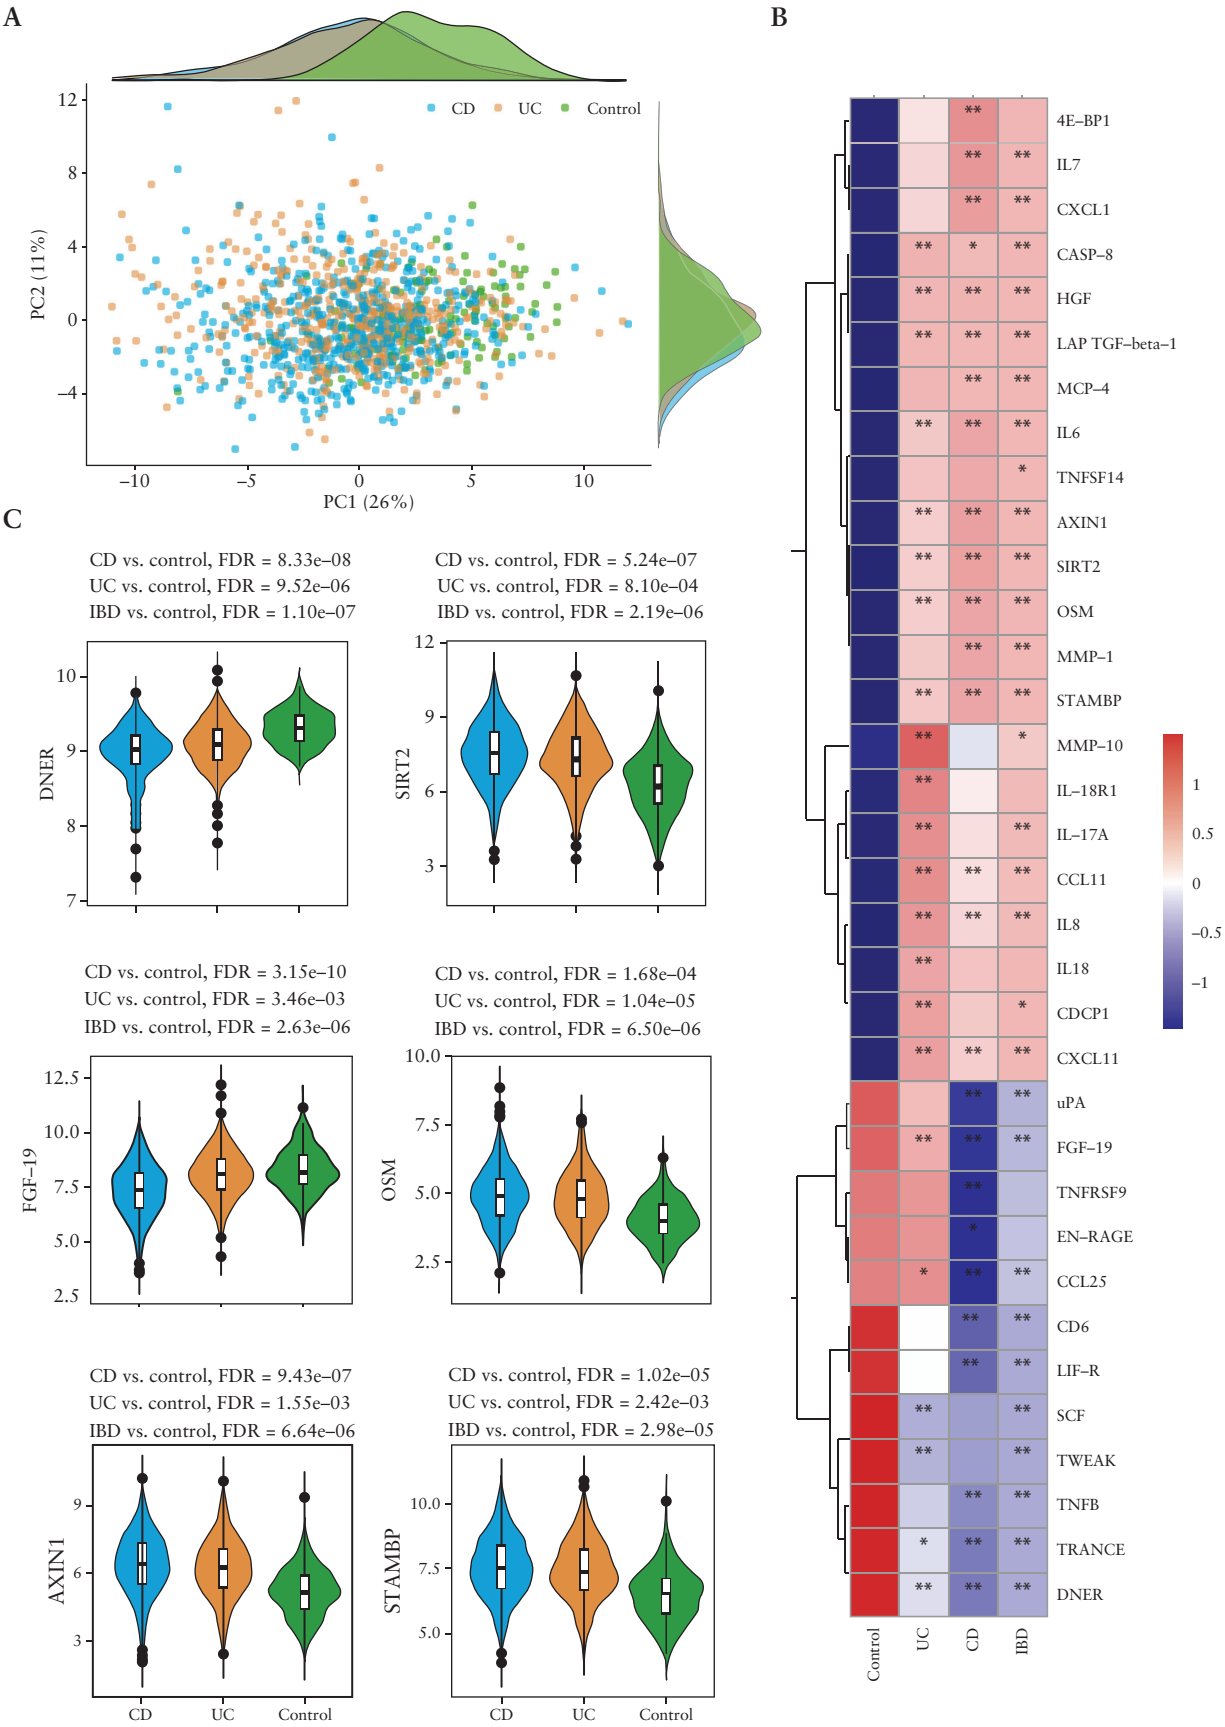 A
12
8
4
0
−4
PC2 (11%)
CD UC Control
−10 −5 0 5 10
PC1 (26%)
B
4E−BP1 **
IL7 ** **
CXCL1 ** **
CASP−8 ** * **
HGF ** ** **
LAP TGF−beta−1 ** ** **
MCP−4 ** **
IL6 ** ** **
TNFSF14 *
AXIN1 ** ** **
SIRT2 ** ** **
OSM ** ** **
MMP−1 ** **
STAMBP ** ** **
MMP−10 ** *
IL−18R1 **
IL−17A ** **
CCL11 ** ** **
IL8 ** ** **
IL18 **
CDCP1 ** *
CXCL11 ** ** **
uPA ** **
FGF−19 ** ** **
TNFRSF9 **
EN−RAGE *
CCL25 * ** **
CD6 ** **
LIF−R ** **
SCF ** **
TWEAK ** **
TNFB ** **
TRANCE * ** **
DNER ** ** **
Control UC CD IBD
1
0.5
0
−0.5
−1
C
CD vs. control, FDR = 8.33e−08
UC vs. control, FDR = 9.52e−06
IBD vs. control, FDR = 1.10e−07
DNER
10
9
8
7
CD vs. control, FDR = 5.24e−07
UC vs. control, FDR = 8.10e−04
IBD vs. control, FDR = 2.19e−06
SIRT2
12
9
6
3
CD vs. control, FDR = 3.15e−10
UC vs. control, FDR = 3.46e−03
IBD vs. control, FDR = 2.63e−06
FGF−19
12.5
10.0
7.5
5.0
2.5
CD vs. control, FDR = 1.68e−04
UC vs. control, FDR = 1.04e−05
IBD vs. control, FDR = 6.50e−06
OSM
10.0
7.5
5.0
2.5
CD vs. control, FDR = 9.43e−07
UC vs. control, FDR = 1.55e−03
IBD vs. control, FDR = 6.64e−06
AXIN1
9
6
3
CD UC Control
CD vs. control, FDR = 1.02e−05
UC vs. control, FDR = 2.42e−03
IBD vs. control, FDR = 2.98e−05
STAMBP
10.0
7.5
5.0
CD UC Control